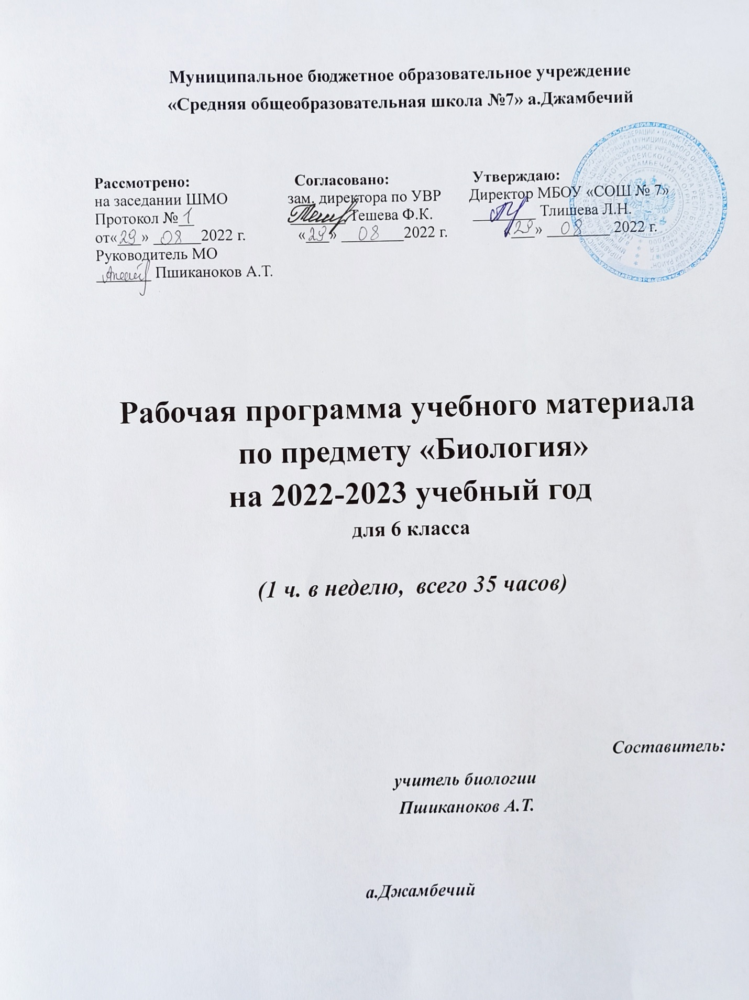 Муниципальное бюджетное образовательное учреждение
«Средняя общеобразовательная школа №7» а.Джамбечий
Рассмотрено:
на заседании ШМО
Протокол № 1
от«29» 08 2022 г.
Руководитель МО
Пшиканоков А.Т.
Согласовано:
зам. директора по УВР
Тешева Ф.К.
«29» 08 2022 г.
Утверждаю:
Директор МБОУ «СОШ № 7»
Тлишева Л.Н.
«29» 08 2022 г.
Рабочая программа учебного материала
по предмету «Биология»
на 2022-2023 учебный год
для 6 класса
(1 ч. в неделю, всего 35 часов)
Составитель:
учитель биологии
Пшиканоков А.Т.
а.Джамбечий